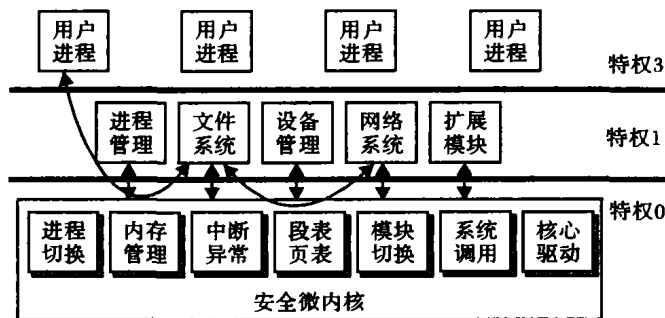 用户 用户 用户 用户
进程 进程 进程 进程
特权3
进程 文件 设备 网络 扩展
管理 系统 管理 系统 模块
特权1
特权0
进程 内存 中断 段表 模块 系统 核心
切换 管理 异常 页表 切换 调用 驱动
安全微内核